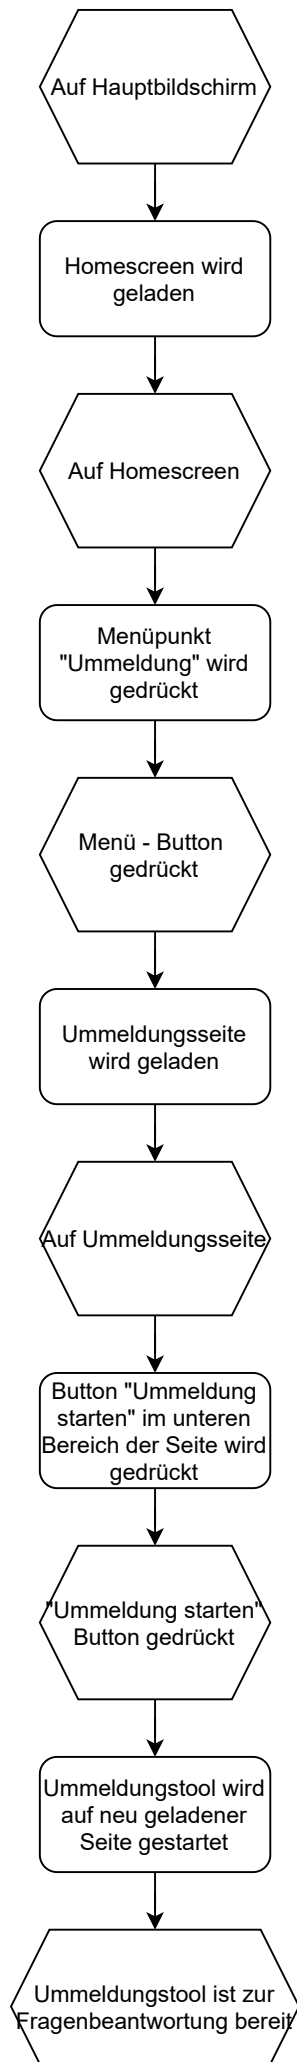 Auf Hauptbildschirm
Homescreen wird
geladen
Auf Homescreen
Menüpunkt
"Ummeldung" wird
gedrückt
Menü - Button
gedrückt
Ummeldungsseite
wird geladen
Auf Ummeldungsseite
Button "Ummeldung
starten" im unteren
Bereich der Seite wird
gedrückt
"Ummeldung starten"
Button gedrückt
Ummeldungstool wird
auf neu geladener
Seite gestartet
Ummeldungstool ist zur
Fragenbeantwortung bereit